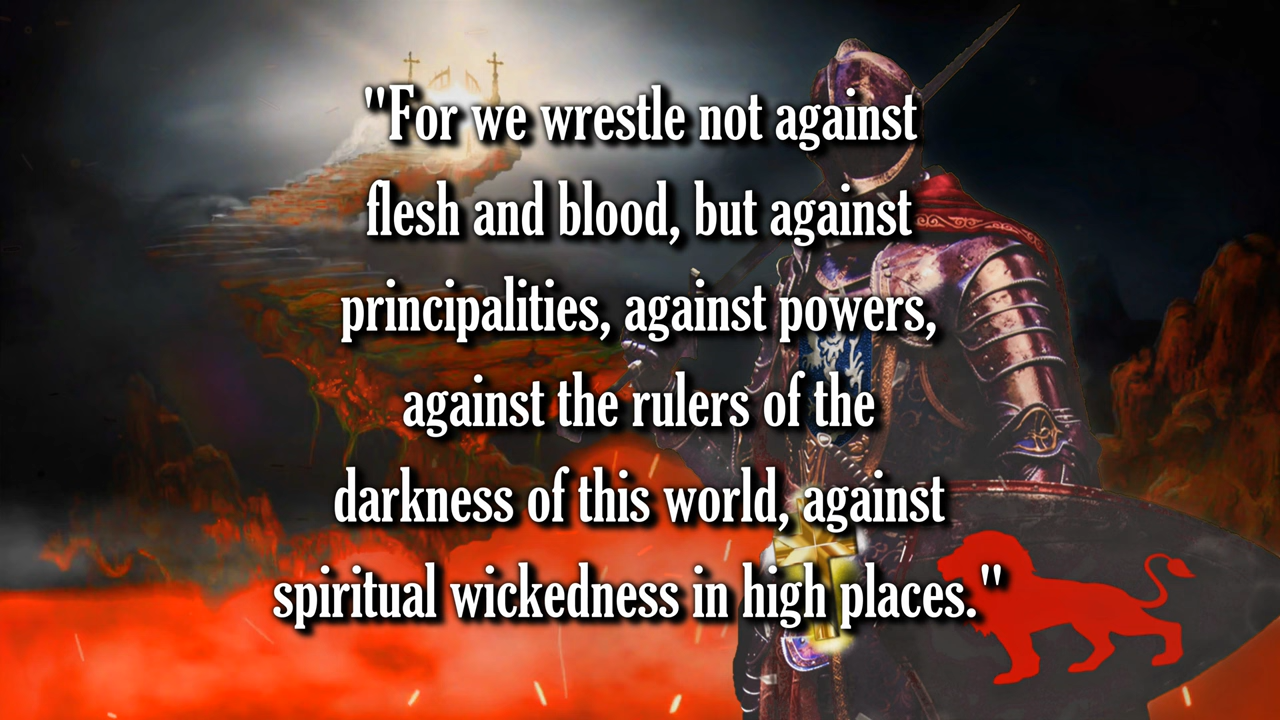 "For we wrestle not against
flesh and blood, but against
principalities, against powers,
against the rulers of the
darkness of this world, against
spiritual wickedness in high places."